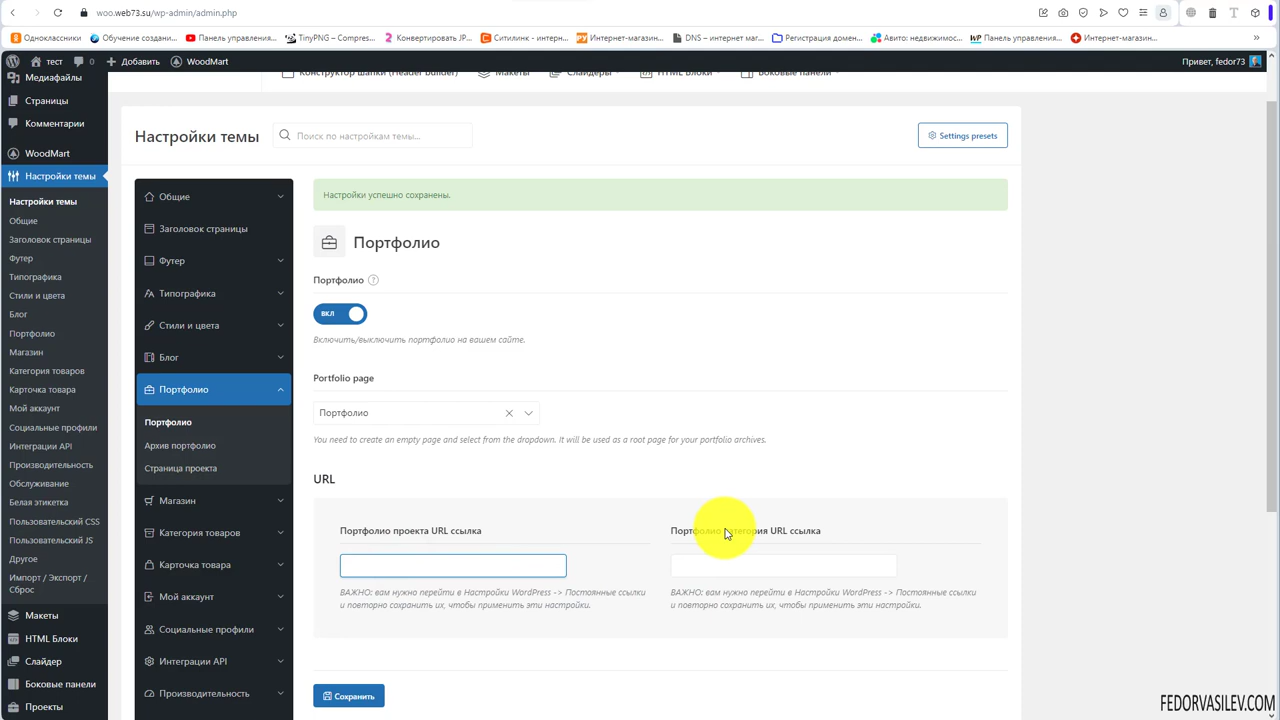 woo.web73.su/wp-admin/admin.php
Одноклассники
Обучение создани...
Панель управления...
TinyPNG – Compres...
Конвертировать JP...
Ситилинк - интерн...
Интернет-магазин...
DNS – интернет маг...
Регистрация домен...
Авито: недвижимос...
Панель управления...
Интернет-магазин...
тест
0
Добавить
WoodMart
Привет, fedor73
Конструктор шапки (Header builder)
Макеты
Слайдеры
HTML Блоки
Боковые панели
Медиафайлы
Страницы
Комментарии
WoodMart
Настройки темы
Настройки темы
Общие
Заголовок страницы
Футер
Типографика
Стили и цвета
Блог
Портфолио
Магазин
Категория товаров
Карточка товара
Мой аккаунт
Социальные профили
Интеграции API
Производительность
Обслуживание
Белая этикетка
Пользовательский CSS
Пользовательский JS
Другое
Импорт / Экспорт /
Сброс
Макеты
HTML Блоки
Слайдер
Боковые панели
Проекты
Настройки темы
Поиск по настройкам темы...
Settings presets
Общие
Заголовок страницы
Футер
Типографика
Стили и цвета
Блог
Портфолио
Портфолио
Архив портфолио
Страница проекта
Магазин
Категория товаров
Карточка товара
Мой аккаунт
Социальные профили
Интеграции API
Производительность
Настройки успешно сохранены.
Портфолио
Портфолио
ВКЛ
Включить/выключить портфолио на вашем сайте.
Portfolio page
Портфолио
You need to create an empty page and select from the dropdown. It will be used as a root page for your portfolio archives.
URL
Портфолио проекта URL ссылка
ВАЖНО: вам нужно перейти в Настройки WordPress -> Постоянные ссылки
и повторно сохранить их, чтобы применить эти настройки.
Портфолио категория URL ссылка
ВАЖНО: вам нужно перейти в Настройки WordPress -> Постоянные ссылки
и повторно сохранить их, чтобы применить эти настройки.
Сохранить
FEDORVASILEV.COM